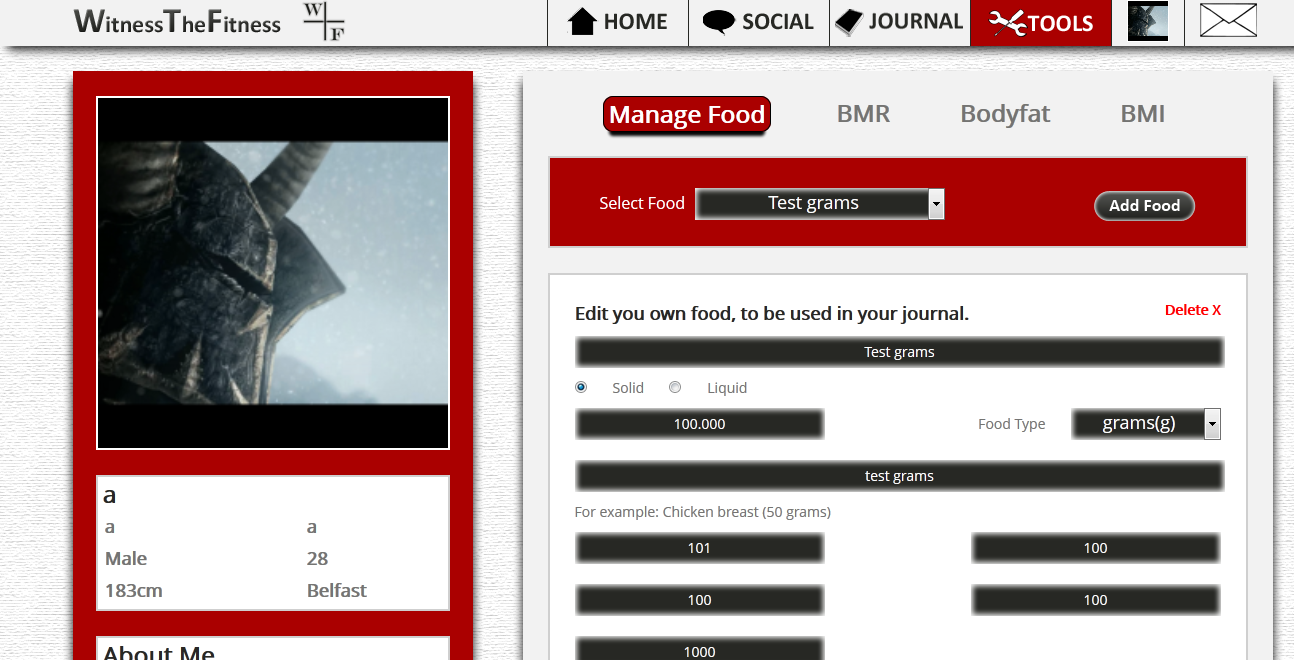 WitnessTheFitness W F HOME SOCIAL JOURNAL TOOLS
Manage Food BMR Bodyfat BMI
Select Food Test grams Add Food
Edit you own food, to be used in your journal. Delete X
Test grams
Solid Liquid
100.000 Food Type grams(g)
test grams
For example: Chicken breast (50 grams)
101 100
100 100
1000
a
a a
Male 28
183cm Belfast
About Me